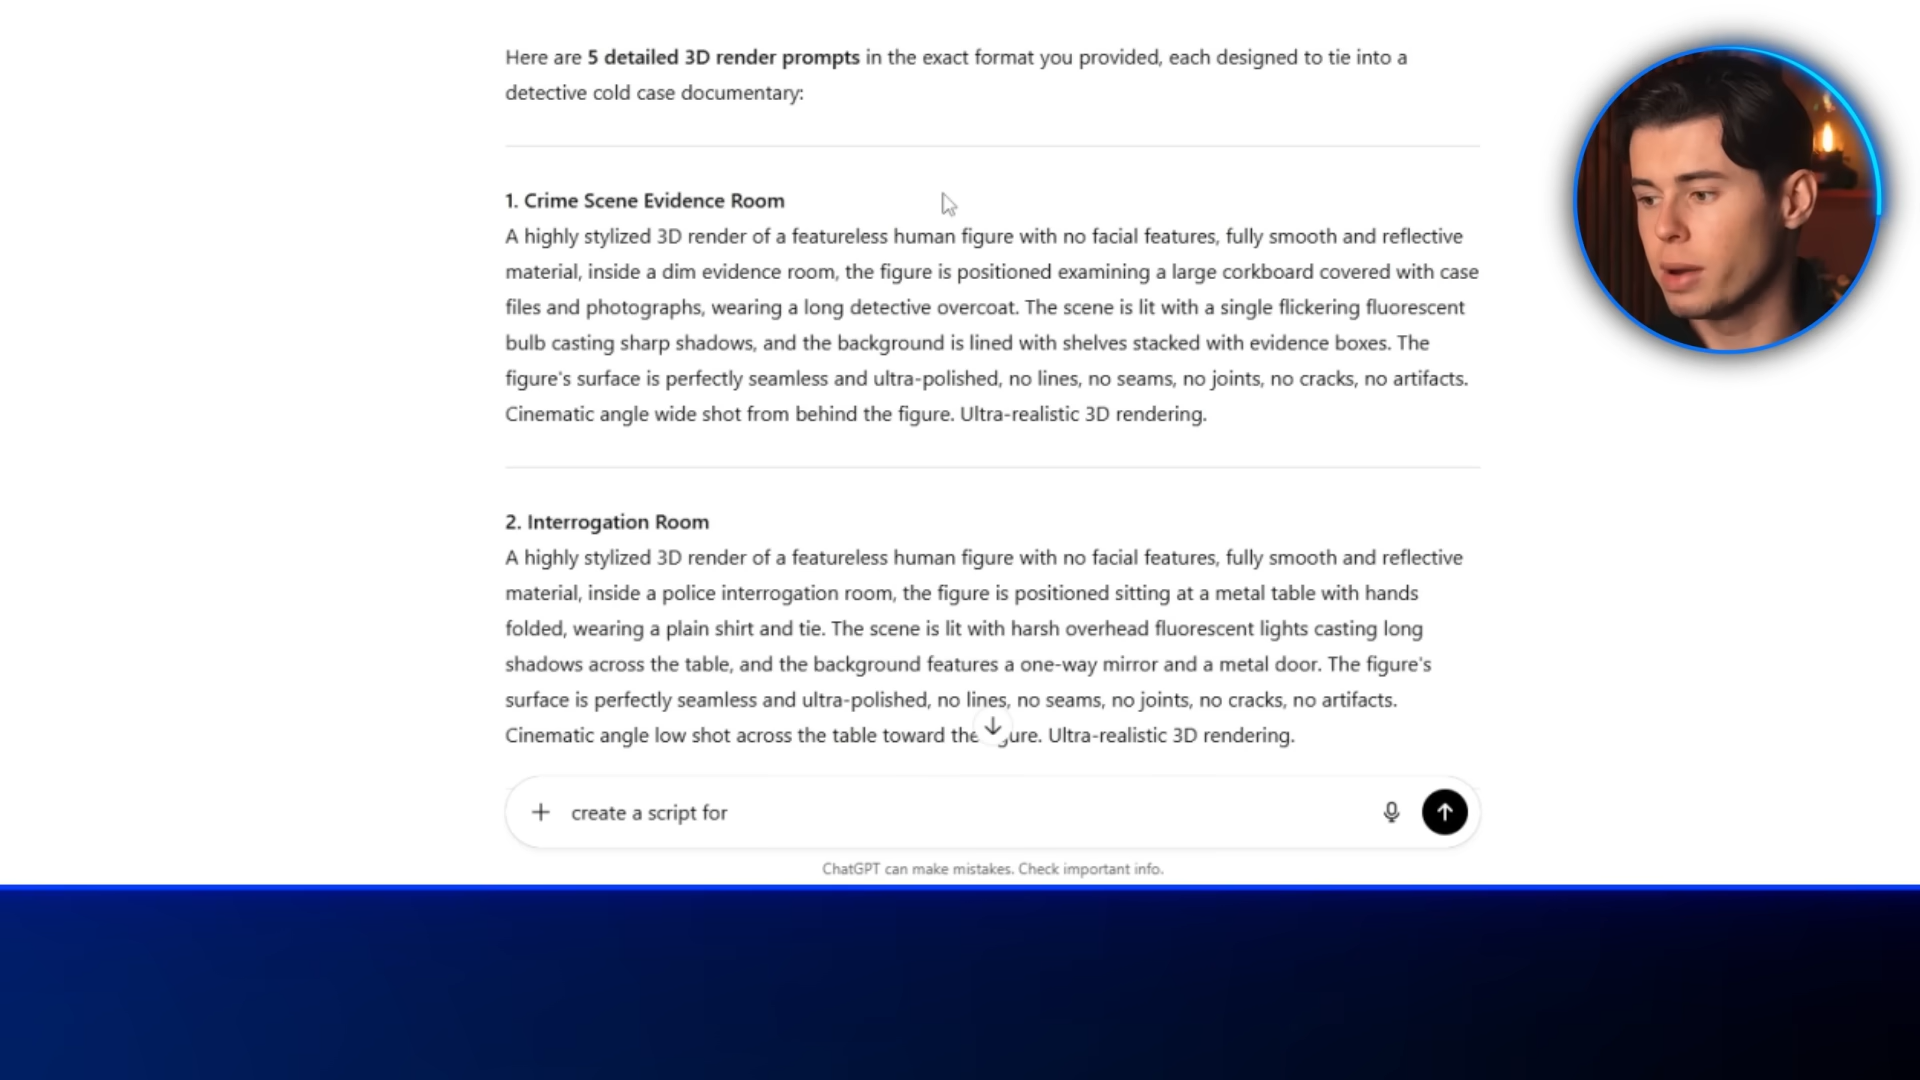 Here are 5 detailed 3D render prompts in the exact format you provided, each designed to tie into a
detective cold case documentary:
1. Crime Scene Evidence Room
A highly stylized 3D render of a featureless human figure with no facial features, fully smooth and reflective
material, inside a dim evidence room, the figure is positioned examining a large corkboard covered with case
files and photographs, wearing a long detective overcoat. The scene is lit with a single flickering fluorescent
bulb casting sharp shadows, and the background is lined with shelves stacked with evidence boxes. The
figure's surface is perfectly seamless and ultra-polished, no lines, no seams, no joints, no cracks, no artifacts.
Cinematic angle wide shot from behind the figure. Ultra-realistic 3D rendering.
2. Interrogation Room
A highly stylized 3D render of a featureless human figure with no facial features, fully smooth and reflective
material, inside a police interrogation room, the figure is positioned sitting at a metal table with hands
folded, wearing a plain shirt and tie. The scene is lit with harsh overhead fluorescent lights casting long
shadows across the table, and the background features a one-way mirror and a metal door. The figure's
surface is perfectly seamless and ultra-polished, no lines, no seams, no joints, no cracks, no artifacts.
Cinematic angle low shot across the table toward the ure. Ultra-realistic 3D rendering.
create a script for
ChatGPT can make mistakes. Check important info.